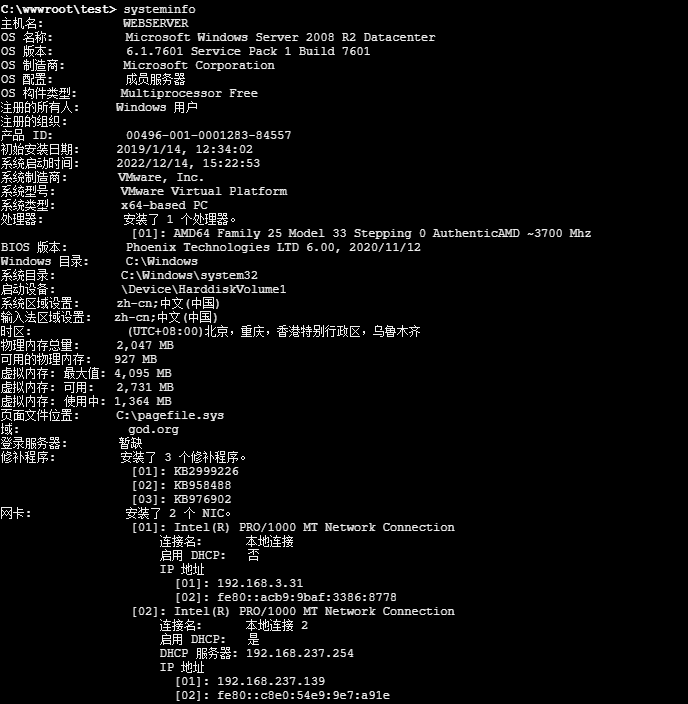 C:\wwwroot\test> systeminfo
主机名: WEBSERVER
OS 名称: Microsoft Windows Server 2008 R2 Datacenter
OS 版本: 6.1.7601 Service Pack 1 Build 7601
OS 制造商: Microsoft Corporation
OS 配置: 成员服务器
OS 构件类型: Multiprocessor Free
注册的所有人: Windows 用户
注册的组织:
产品 ID: 00496-001-0001283-84557
初始安装日期: 2019/1/14, 12:34:02
系统启动时间: 2022/12/14, 15:22:53
系统制造商: VMware, Inc.
系统型号: VMware Virtual Platform
系统类型: x64-based PC
处理器: 安装了 1 个处理器。
[01]: AMD64 Family 25 Model 33 Stepping 0 AuthenticAMD ~3700 Mhz
BIOS 版本: Phoenix Technologies LTD 6.00, 2020/11/12
Windows 目录: C:\Windows
系统目录: C:\Windows\system32
启动设备: \Device\HarddiskVolume1
系统区域设置: zh-cn;中文(中国)
输入法区域设置: zh-cn;中文(中国)
时区: (UTC+08:00)北京，重庆，香港特别行政区，乌鲁木齐
物理内存总量: 2,047 MB
可用的物理内存: 927 MB
虚拟内存: 最大值: 4,095 MB
虚拟内存: 可用: 2,731 MB
虚拟内存: 使用中: 1,364 MB
页面文件位置: C:\pagefile.sys
域: god.org
登录服务器: 暂缺
修补程序: 安装了 3 个修补程序。
[01]: KB2999226
[02]: KB958488
[03]: KB976902
网卡: 安装了 2 个 NIC。
[01]: Intel(R) PRO/1000 MT Network Connection
连接名: 本地连接
启用 DHCP: 否
IP 地址
[01]: 192.168.3.31
[02]: fe80::acb9:9baf:3386:8778
[02]: Intel(R) PRO/1000 MT Network Connection
连接名: 本地连接 2
启用 DHCP: 是
DHCP 服务器: 192.168.237.254
IP 地址
[01]: 192.168.237.139
[02]: fe80::c8e0:54e9:9e7:a91e